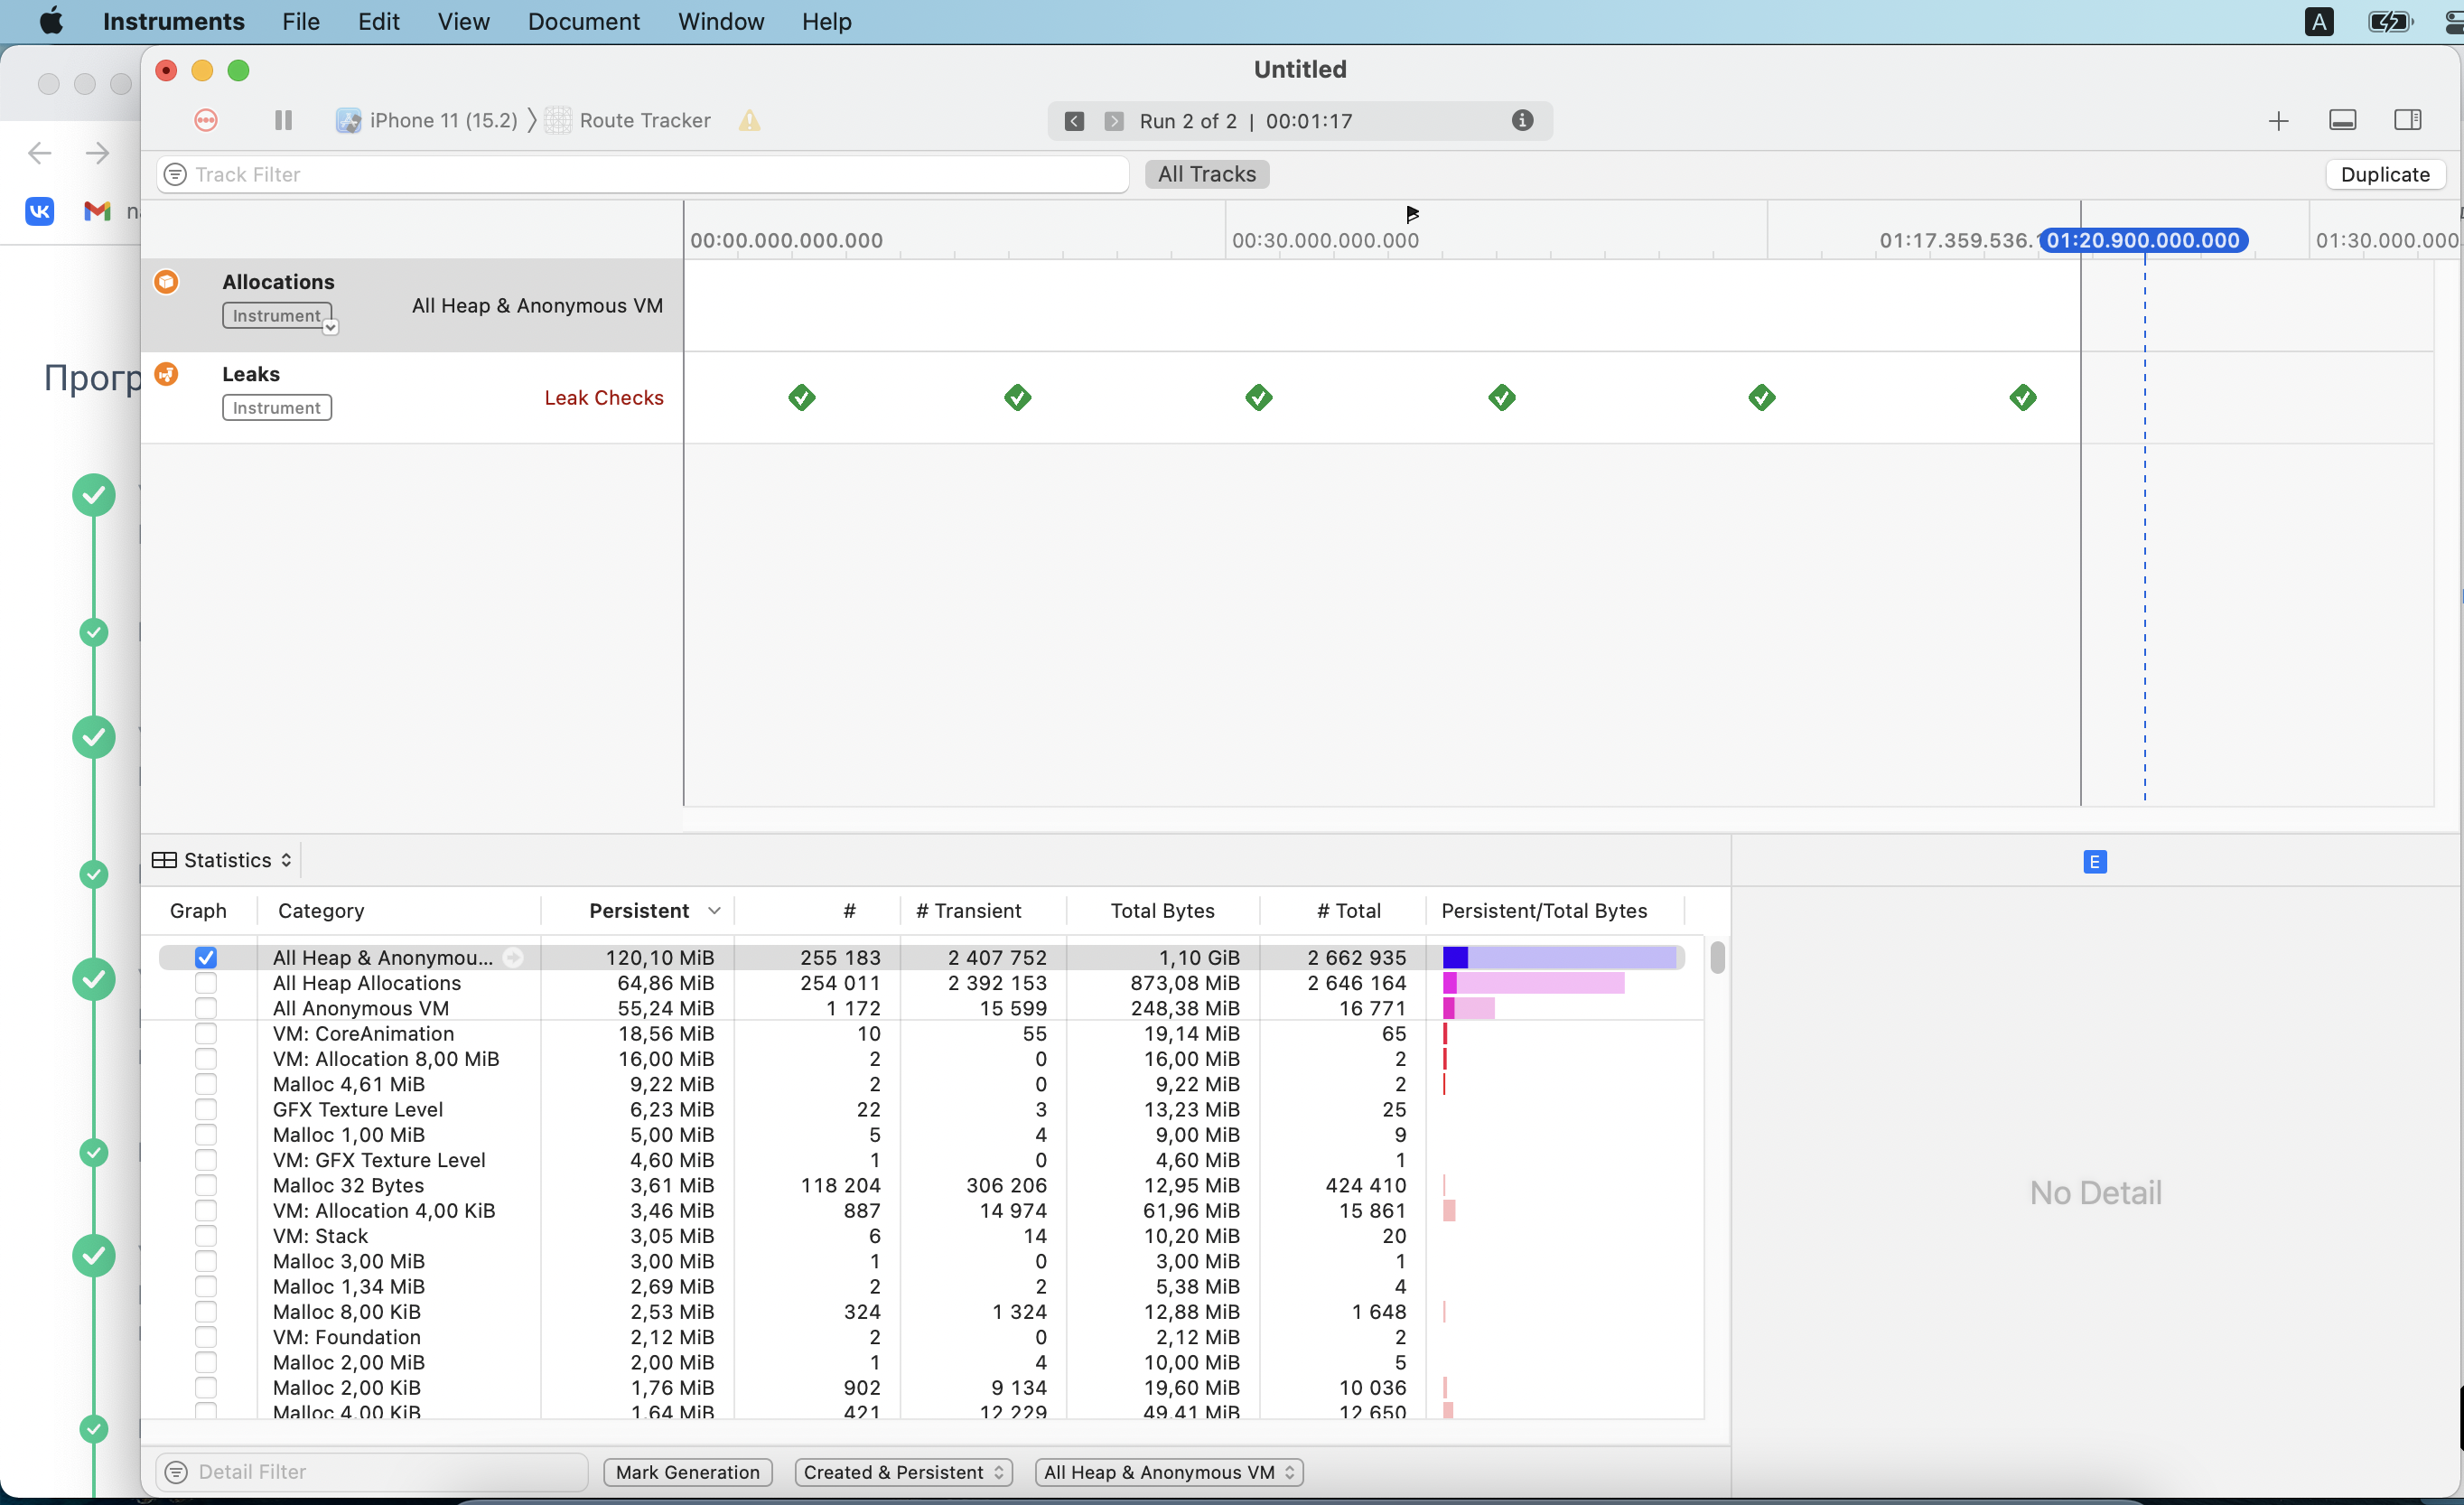 Instruments File Edit View Document Window Help A
Untitled
iPhone 11 (15.2) Route Tracker Run 2 of 2 | 00:01:17
Track Filter All Tracks Duplicate
00:00.000.000.000 00:30.000.000.000 01:17.359.536. 01:20.900.000.000 01:30.000.000
Allocations
Instrument
All Heap & Anonymous VM
Leaks
Instrument
Leak Checks
Прогр
Statistics E
Graph Category Persistent # # Transient Total Bytes # Total Persistent/Total Bytes
All Heap & Anonymou... 120,10 MiB 255 183 2 407 752 1,10 GiB 2 662 935
All Heap Allocations 64,86 MiB 254 011 2 392 153 873,08 MiB 2 646 164
All Anonymous VM 55,24 MiB 1 172 15 599 248,38 MiB 16 771
VM: CoreAnimation 18,56 MiB 10 55 19,14 MiB 65
VM: Allocation 8,00 MiB 16,00 MiB 2 0 16,00 MiB 2
Malloc 4,61 MiB 9,22 MiB 2 0 9,22 MiB 2
GFX Texture Level 6,23 MiB 22 3 13,23 MiB 25
Malloc 1,00 MiB 5,00 MiB 5 4 9,00 MiB 9
VM: GFX Texture Level 4,60 MiB 1 0 4,60 MiB 1
Malloc 32 Bytes 3,61 MiB 118 204 306 206 12,95 MiB 424 410
VM: Allocation 4,00 KiB 3,46 MiB 887 14 974 61,96 MiB 15 861
VM: Stack 3,05 MiB 6 14 10,20 MiB 20
Malloc 3,00 MiB 3,00 MiB 1 0 3,00 MiB 1
Malloc 1,34 MiB 2,69 MiB 2 2 5,38 MiB 4
Malloc 8,00 KiB 2,53 MiB 324 1 324 12,88 MiB 1 648
VM: Foundation 2,12 MiB 2 0 2,12 MiB 2
Malloc 2,00 MiB 2,00 MiB 1 4 10,00 MiB 5
Malloc 2,00 KiB 1,76 MiB 902 9 134 19,60 MiB 10 036
Malloc 4,00 KiB 1,64 MiB 421 12 229 49,41 MiB 12 650
No Detail
Detail Filter Mark Generation Created & Persistent All Heap & Anonymous VM